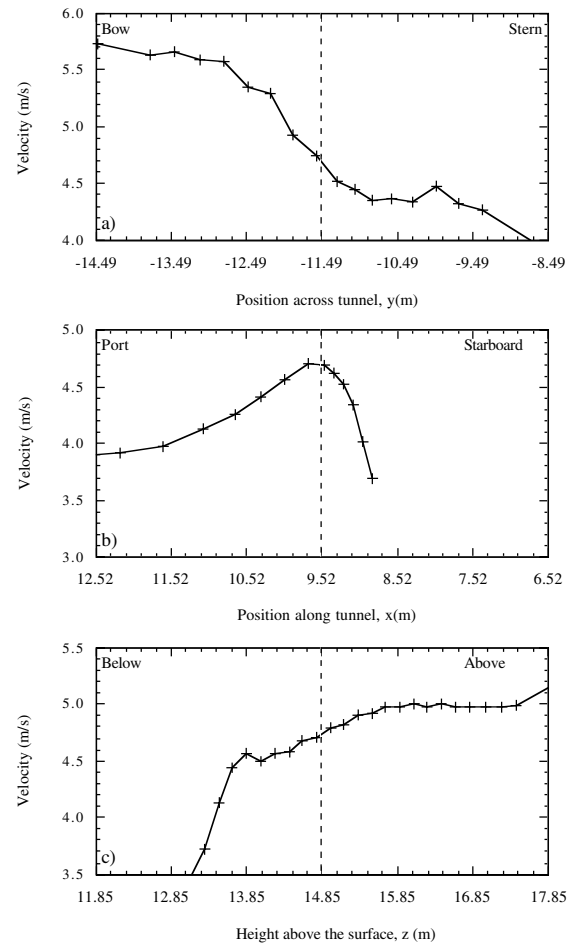 6.0
Bow Stern
5.5
5.0
4.5
a)
4.0
Velocity (m/s)
-14.49 -13.49 -12.49 -11.49 -10.49 -9.49 -8.49
Position across tunnel, y(m)
5.0
Port Starboard
4.5
4.0
3.5
b)
3.0
Velocity (m/s)
12.52 11.52 10.52 9.52 8.52 7.52 6.52
Position along tunnel, x(m)
5.5
Below Above
5.0
4.5
4.0
c)
3.5
Velocity (m/s)
11.85 12.85 13.85 14.85 15.85 16.85 17.85
Height above the surface, z (m)